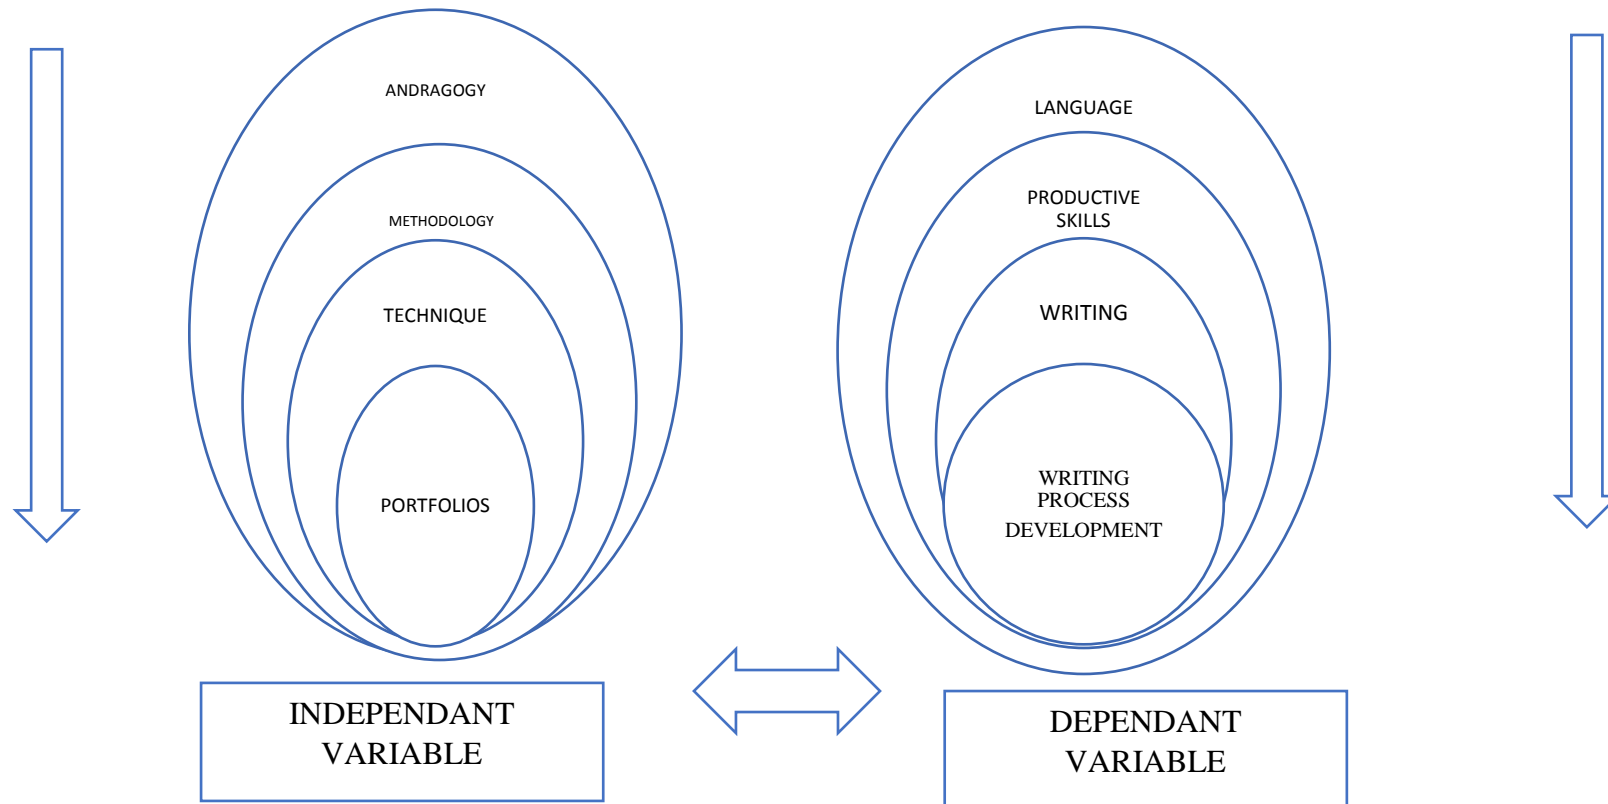 ANDRAGOGY
METHODOLOGY
TECHNIQUE
PORTFOLIOS
INDEPENDANT
VARIABLE
LANGUAGE
PRODUCTIVE
SKILLS
WRITING
WRITING
PROCESS
DEVELOPMENT
DEPENDANT
VARIABLE